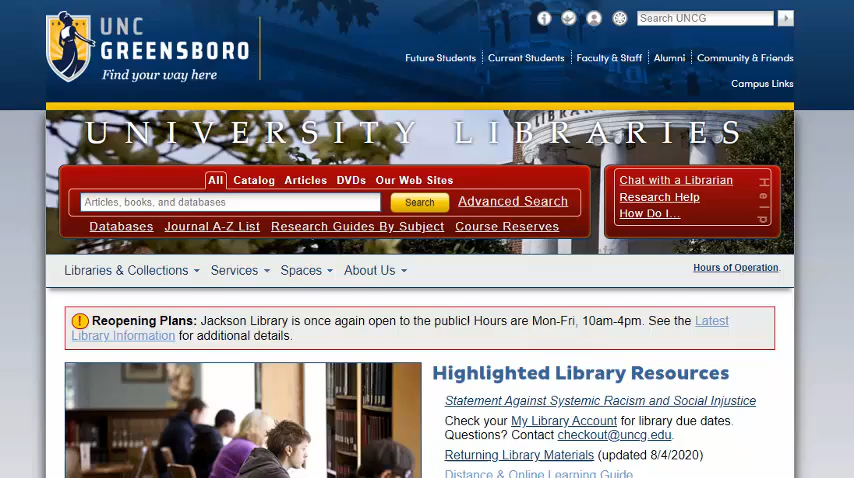 UNC
GREENSBORO
Find your way here
Search UNCG
Future Students Current Students Faculty & Staff Alumni Community & Friends
Campus Links
UNIVERSITY LIBRARIES
All Catalog Articles DVDs Our Web Sites
Articles, books, and databases Search Advanced Search
Databases Journal A-Z List Research Guides By Subject Course Reserves
Chat with a Librarian
Research Help
How Do I...
Help
Libraries & Collections Services Spaces About Us
Hours of Operation.
Reopening Plans: Jackson Library is once again open to the public! Hours are Mon-Fri, 10am-4pm. See the Latest
Library Information for additional details.
Highlighted Library Resources
Statement Against Systemic Racism and Social Injustice
Check your My Library Account for library due dates.
Questions? Contact checkout@uncg.edu.
Returning Library Materials (updated 8/4/2020)
Distance & Online Learning Guide